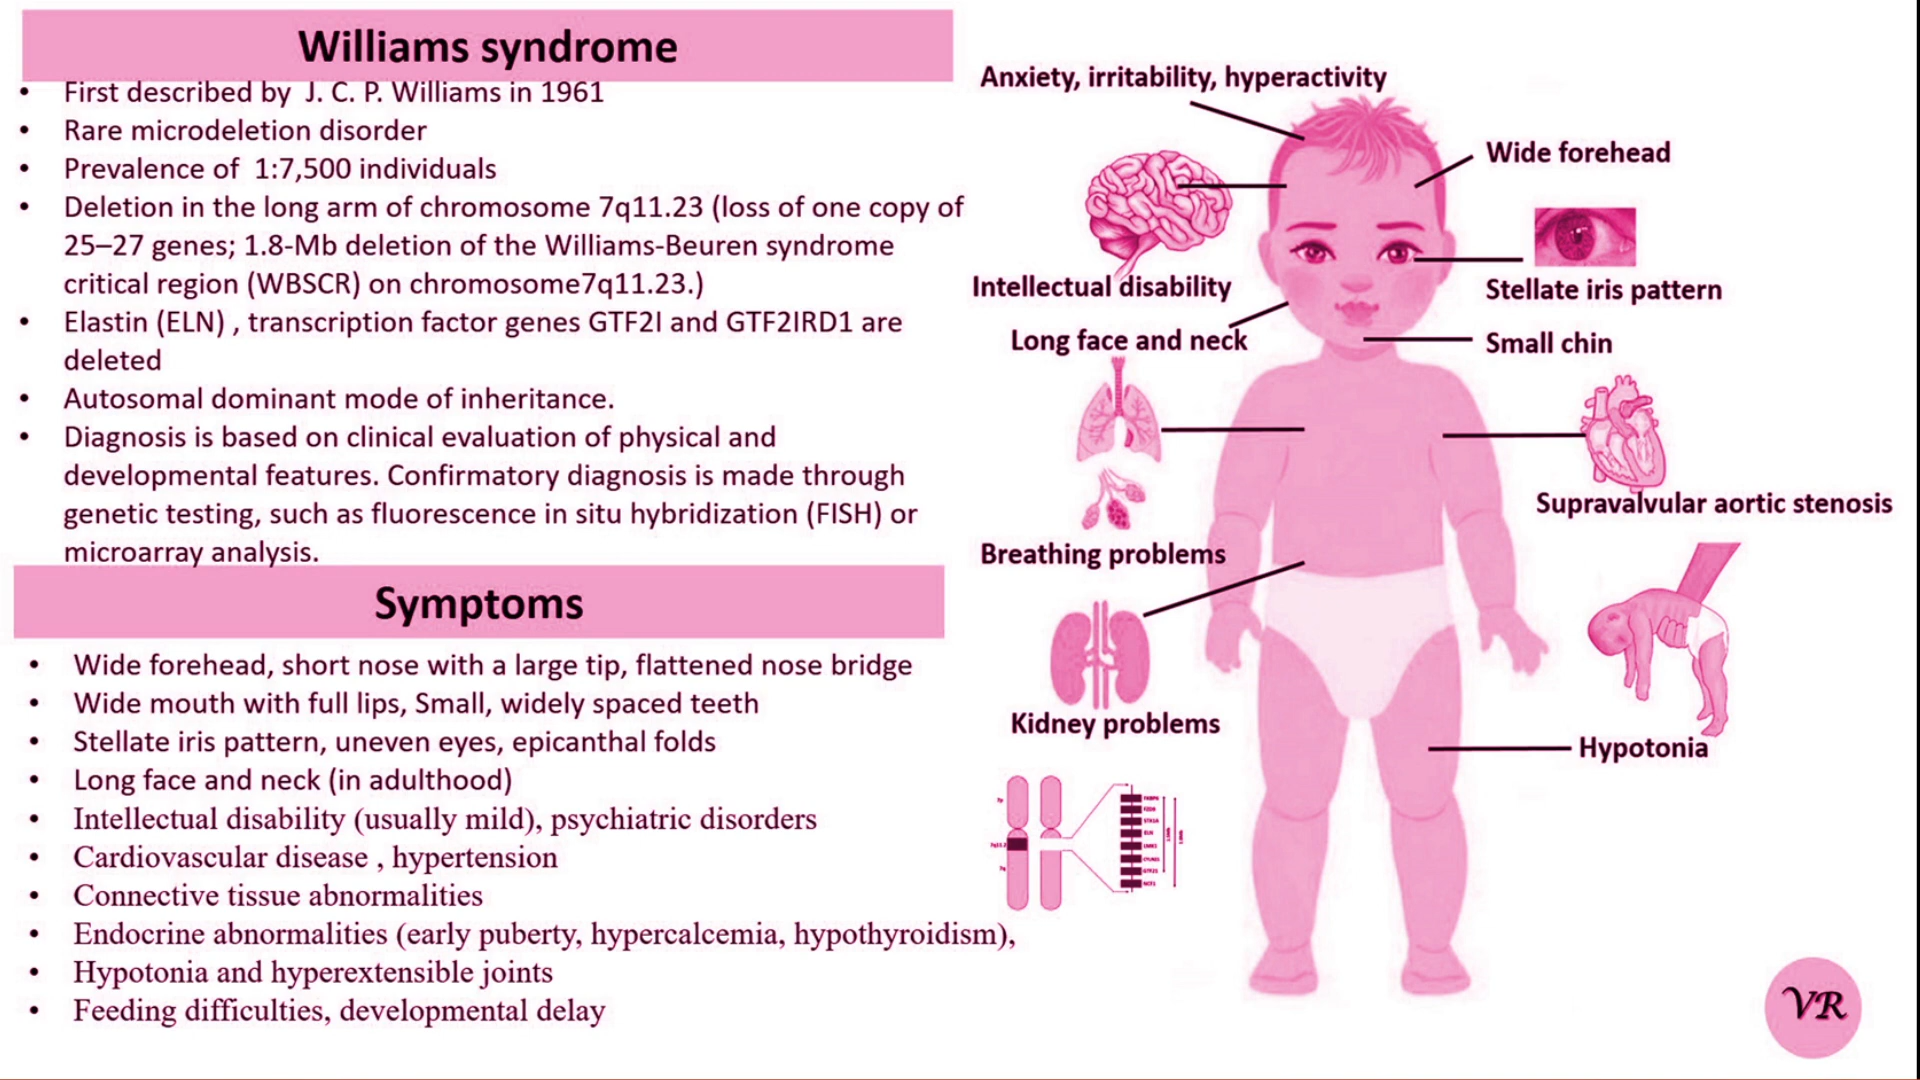 Williams syndrome
• First described by J. C. P. Williams in 1961
• Rare microdeletion disorder
• Prevalence of 1:7,500 individuals
• Deletion in the long arm of chromosome 7q11.23 (loss of one copy of
25–27 genes; 1.8-Mb deletion of the Williams-Beuren syndrome
critical region (WBSCR) on chromosome7q11.23.)
• Elastin (ELN) , transcription factor genes GTF2I and GTF2IRD1 are
deleted
• Autosomal dominant mode of inheritance.
• Diagnosis is based on clinical evaluation of physical and
developmental features. Confirmatory diagnosis is made through
genetic testing, such as fluorescence in situ hybridization (FISH) or
microarray analysis.
Symptoms
• Wide forehead, short nose with a large tip, flattened nose bridge
• Wide mouth with full lips, Small, widely spaced teeth
• Stellate iris pattern, uneven eyes, epicanthal folds
• Long face and neck (in adulthood)
• Intellectual disability (usually mild), psychiatric disorders
• Cardiovascular disease , hypertension
• Connective tissue abnormalities
• Endocrine abnormalities (early puberty, hypercalcemia, hypothyroidism),
• Hypotonia and hyperextensible joints
• Feeding difficulties, developmental delay
Anxiety, irritability, hyperactivity
Wide forehead
Intellectual disability
Stellate iris pattern
Long face and neck
Small chin
Supravalvular aortic stenosis
Breathing problems
Kidney problems
Hypotonia
ELN
VR